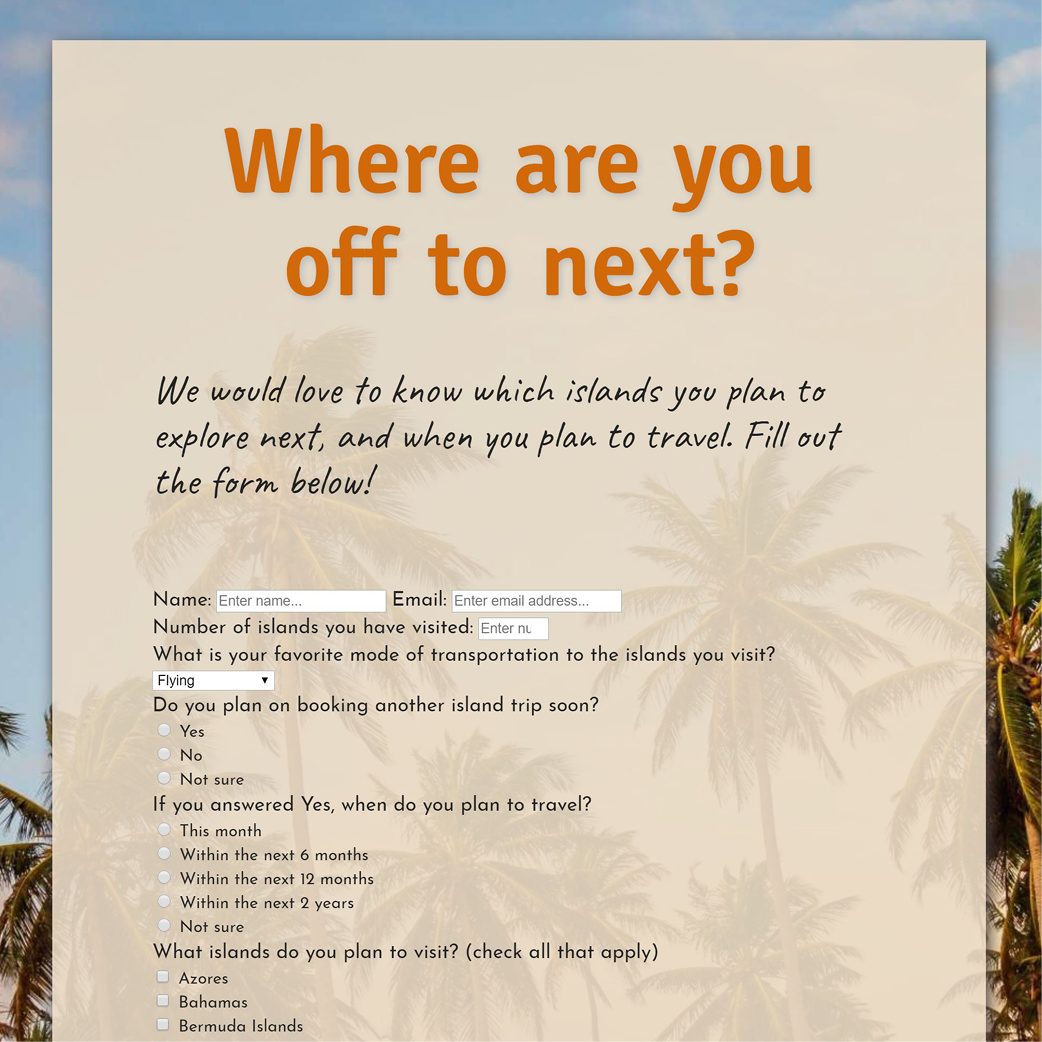 Where are you
off to next?
We would love to know which islands you plan to
explore next, and when you plan to travel. Fill out
the form below!
Name: Enter name... Email: Enter email address...
Number of islands you have visited: Enter nu
What is your favorite mode of transportation to the islands you visit?
Flying
Do you plan on booking another island trip soon?
Yes
No
Not sure
If you answered Yes, when do you plan to travel?
This month
Within the next 6 months
Within the next 12 months
Within the next 2 years
Not sure
What islands do you plan to visit? (check all that apply)
Azores
Bahamas
Bermuda Islands